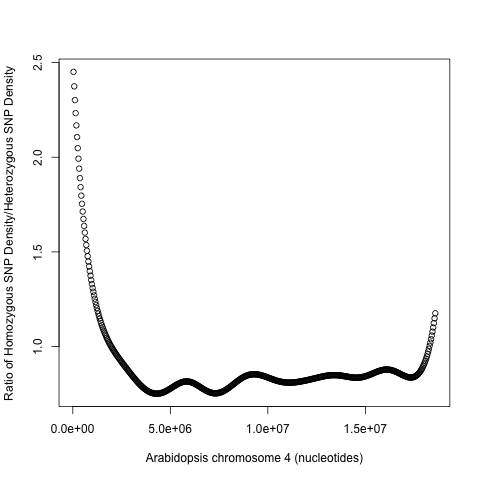 Ratio of Homozygous SNP Density/Heterozygous SNP Density
2.5
2.0
1.5
1.0
0.0e+00 5.0e+06 1.0e+07 1.5e+07
Arabidopsis chromosome 4 (nucleotides)